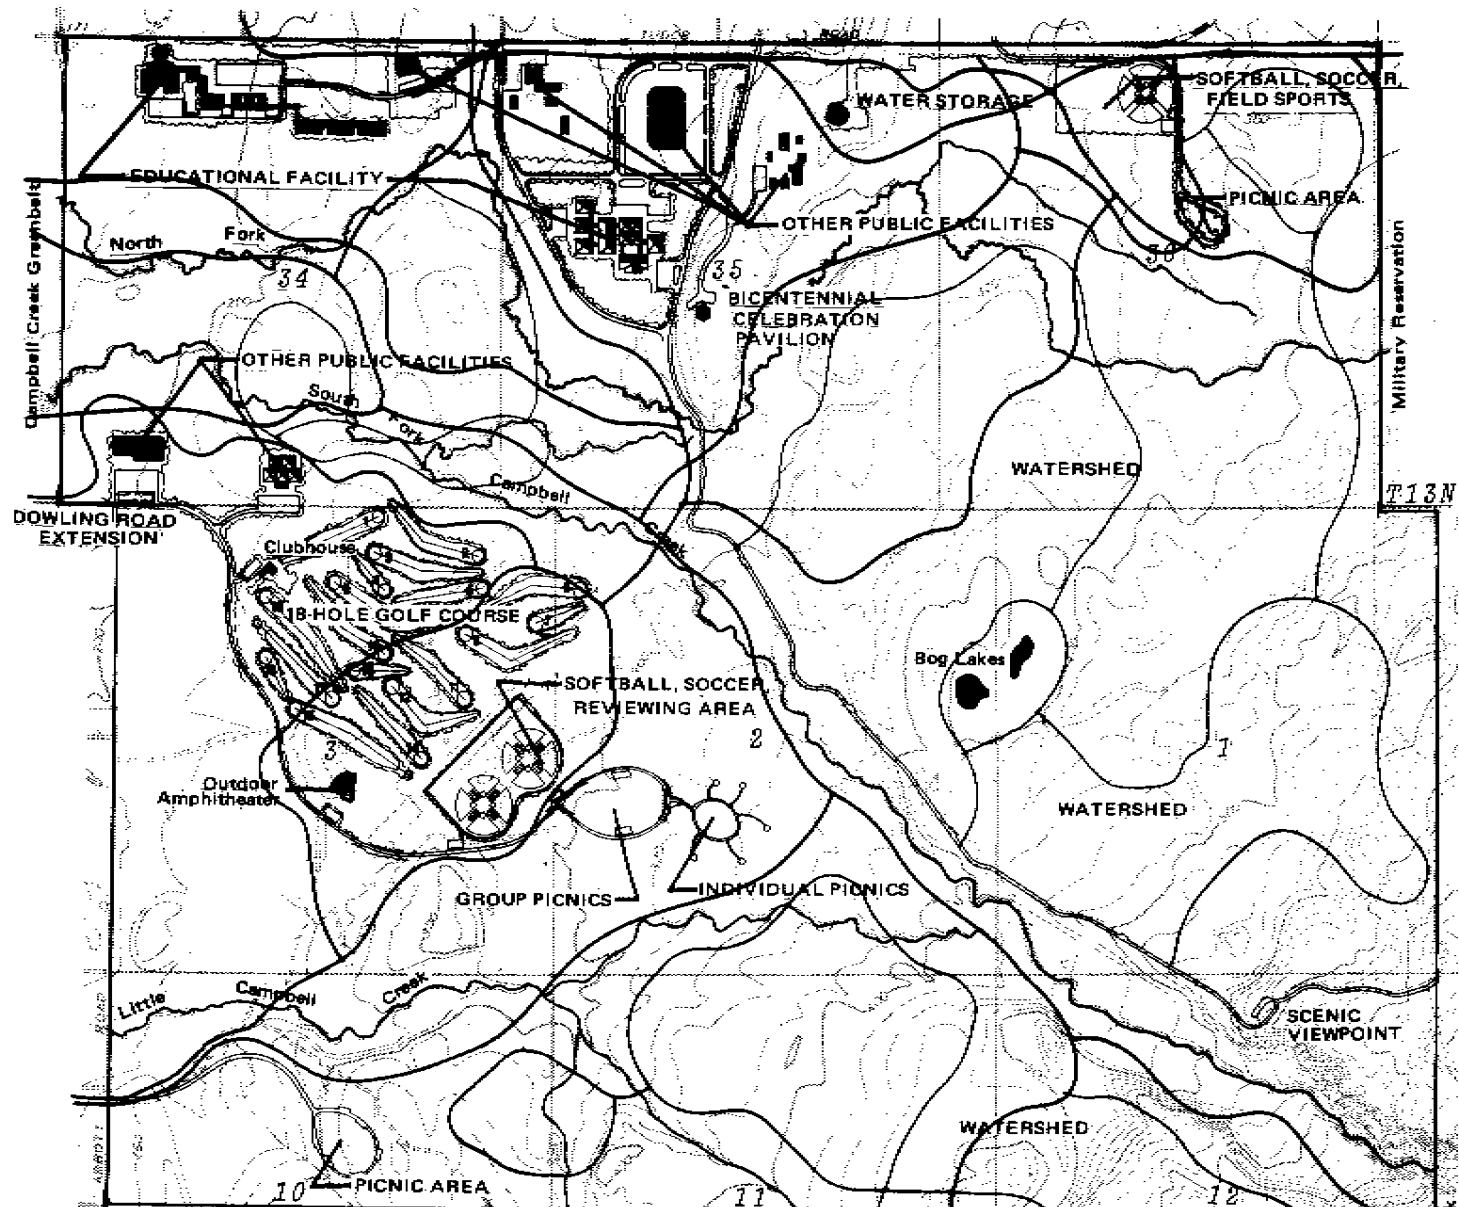 ROAD
SOFTBALL, SOCCER,
FIELD SPORTS
WATER STORAGE
EDUCATIONAL FACILITY
PICNIC AREA
OTHER PUBLIC FACILITIES
North
Fork
34
35
36
Campbell Creek Greenbelt
Military Reservation
BICENTENNIAL
CELEBRATION
PAVILION
OTHER PUBLIC FACILITIES
South
Fork
Campbell
Creek
WATERSHED
T13N
DOWLING ROAD
EXTENSION
Clubhouse
18-HOLE GOLF COURSE
Bog Lakes
SOFTBALL, SOCCER,
REVIEWING AREA
3
2
1
Outdoor
Amphitheater
WATERSHED
GROUP PICNICS
INDIVIDUAL PICNICS
Little
Campbell
Creek
SCENIC
VIEWPOINT
WATERSHED
PICNIC AREA
10
11
12